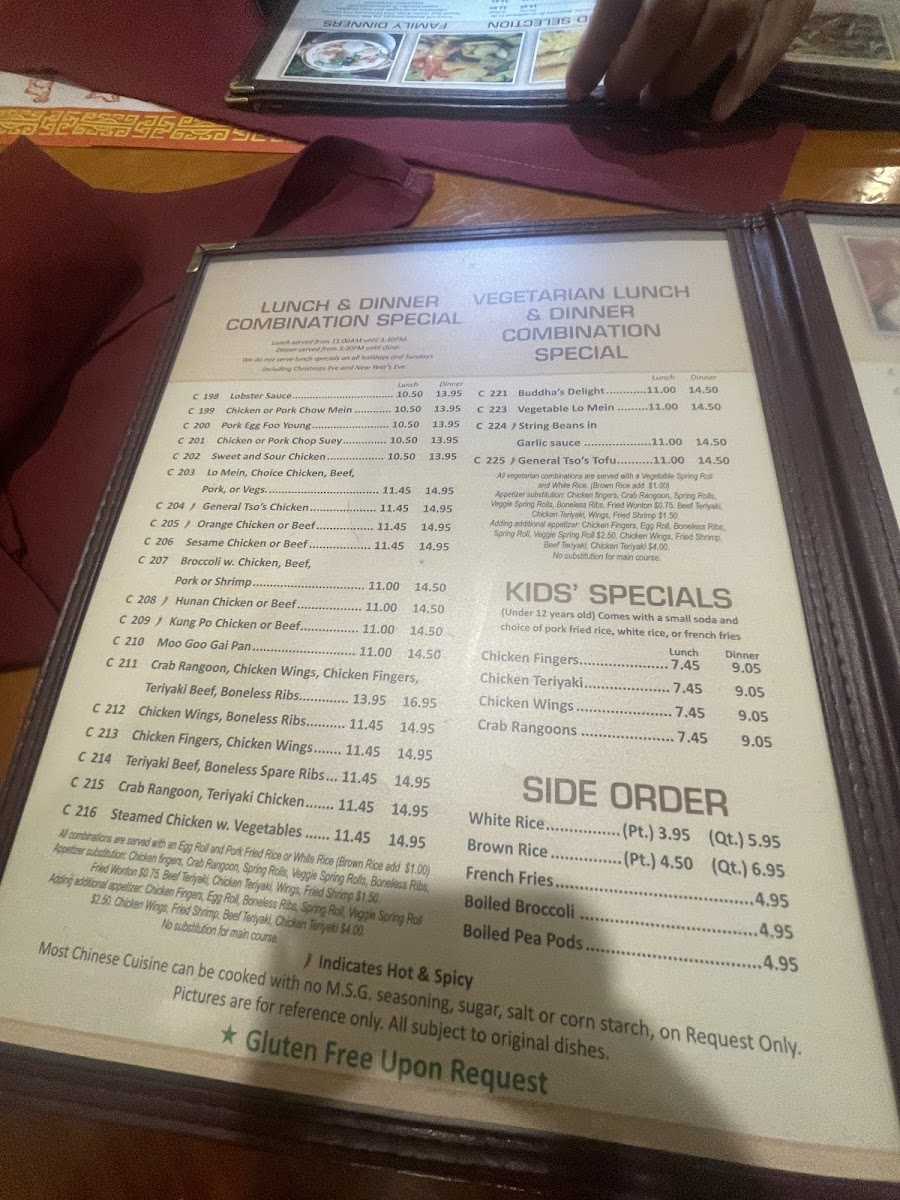 FAMILY DINNERS
D SELECTION
LUNCH & DINNER
COMBINATION SPECIAL
Lunch served from 11:00AM until 3:30PM.
Dinner served from 3:30PM until close.
We do not serve lunch specials on all holidays and Sundays
including Christmas Eve and New Year's Eve.
Lunch Dinner
C 198 Lobster Sauce 10.50 13.95
C 199 Chicken or Pork Chow Mein 10.50 13.95
C 200 Pork Egg Foo Young 10.50 13.95
C 201 Chicken or Pork Chop Suey 10.50 13.95
C 202 Sweet and Sour Chicken 10.50 13.95
C 203 Lo Mein, Choice Chicken, Beef,
Pork, or Vegs. 11.45 14.95
C 204 General Tso's Chicken 11.45 14.95
C 205 Orange Chicken or Beef 11.45 14.95
C 206 Sesame Chicken or Beef 11.45 14.95
C 207 Broccoli w. Chicken, Beef,
Pork or Shrimp 11.00 14.50
C 208 Hunan Chicken or Beef 11.00 14.50
C 209 Kung Po Chicken or Beef 11.00 14.50
C 210 Moo Goo Gai Pan 11.00 14.50
C 211 Crab Rangoon, Chicken Wings, Chicken Fingers,
Teriyaki Beef, Boneless Ribs 13.95 16.95
C 212 Chicken Wings, Boneless Ribs 11.45 14.95
C 213 Chicken Fingers, Chicken Wings 11.45 14.95
C 214 Teriyaki Beef, Boneless Spare Ribs 11.45 14.95
C 215 Crab Rangoon, Teriyaki Chicken 11.45 14.95
C 216 Steamed Chicken w. Vegetables 11.45 14.95
All combinations are served with an Egg Roll and Pork Fried Rice or White Rice (Brown Rice add $1.00)
Appetizer substitution: Chicken fingers, Crab Rangoon, Spring Rolls, Veggie Spring Rolls, Boneless Ribs,
Fried Wonton $0.75. Beef Teriyaki, Chicken Teriyaki, Wings, Fried Shrimp $1.50.
Adding additional appetizer: Chicken Fingers, Egg Roll, Boneless Ribs, Spring Roll, Veggie Spring Roll
$2.50. Chicken Wings, Fried Shrimp, Beef Teriyaki, Chicken Teriyaki $4.00.
No substitution for main course.
VEGETARIAN LUNCH
& DINNER
COMBINATION
SPECIAL
Lunch Dinner
C 221 Buddha's Delight 11.00 14.50
C 223 Vegetable Lo Mein 11.00 14.50
C 224 String Beans in
Garlic sauce 11.00 14.50
C 225 General Tso's Tofu 11.00 14.50
All vegetarian combinations are served with a Vegetable Spring Roll
and White Rice. (Brown Rice add $1.00)
Appetizer substitution: Chicken fingers, Crab Rangoon, Spring Rolls,
Veggie Spring Rolls, Boneless Ribs, Fried Wonton $0.75. Beef Teriyaki,
Chicken Teriyaki, Wings, Fried Shrimp $1.50.
Adding additional appetizer: Chicken Fingers, Egg Roll, Boneless Ribs,
Spring Roll, Veggie Spring Roll $2.50. Chicken Wings, Fried Shrimp,
Beef Teriyaki, Chicken Teriyaki $4.00.
No substitution for main course.
KIDS' SPECIALS
(Under 12 years old) Comes with a small soda and
choice of pork fried rice, white rice, or french fries
Lunch Dinner
Chicken Fingers 7.45 9.05
Chicken Teriyaki 7.45 9.05
Chicken Wings 7.45 9.05
Crab Rangoons 7.45 9.05
SIDE ORDER
White Rice (Pt.) 3.95 (Qt.) 5.95
Brown Rice (Pt.) 4.50 (Qt.) 6.95
French Fries 4.95
Boiled Broccoli 4.95
Boiled Pea Pods 4.95
Indicates Hot & Spicy
Most Chinese Cuisine can be cooked with no M.S.G. seasoning, sugar, salt or corn starch, on Request Only.
Pictures are for reference only. All subject to original dishes.
★ Gluten Free Upon Request